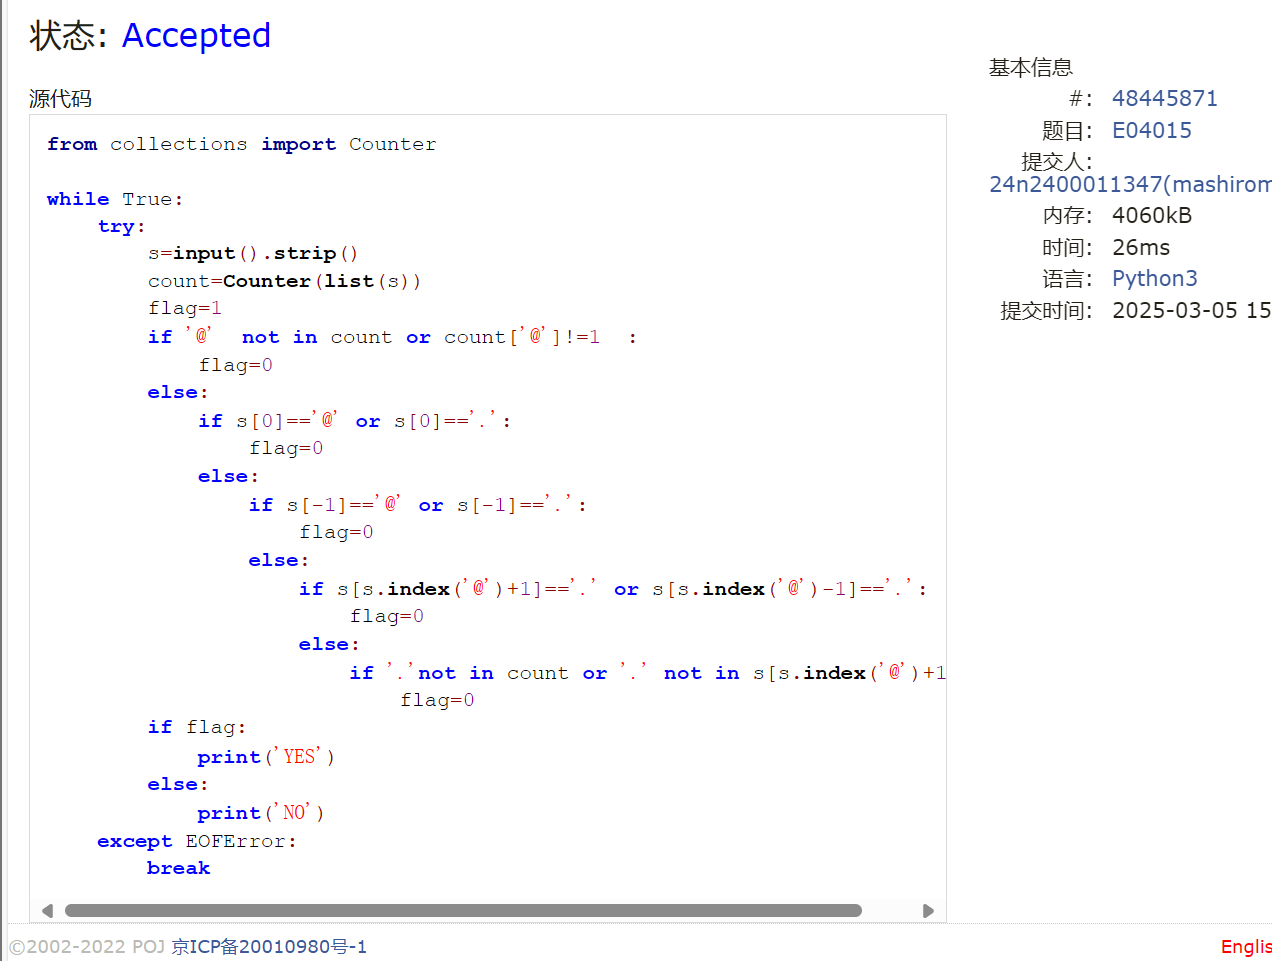 状态: Accepted
源代码
from collections import Counter
while True:
    try:
        s=input().strip()
        count=Counter(list(s))
        flag=1
        if '@'  not in count or count['@']!=1  :
            flag=0
        else:
            if s[0]=='@' or s[0]=='.':
                flag=0
            else:
                if s[-1]=='@' or s[-1]=='.':
                    flag=0
                else:
                    if s[s.index('@')+1]=='.' or s[s.index('@')-1]=='.':
                        flag=0
                    else:
                        if '.'not in count or '.' not in s[s.index('@')+1
                            flag=0
        if flag:
            print('YES')
        else:
            print('NO')
    except EOFError:
        break
基本信息
#: 48445871
题目: E04015
提交人:
24n2400011347(mashirom
内存: 4060kB
时间: 26ms
语言: Python3
提交时间: 2025-03-05 15
©2002-2022 POJ 京ICP备20010980号-1
Englis